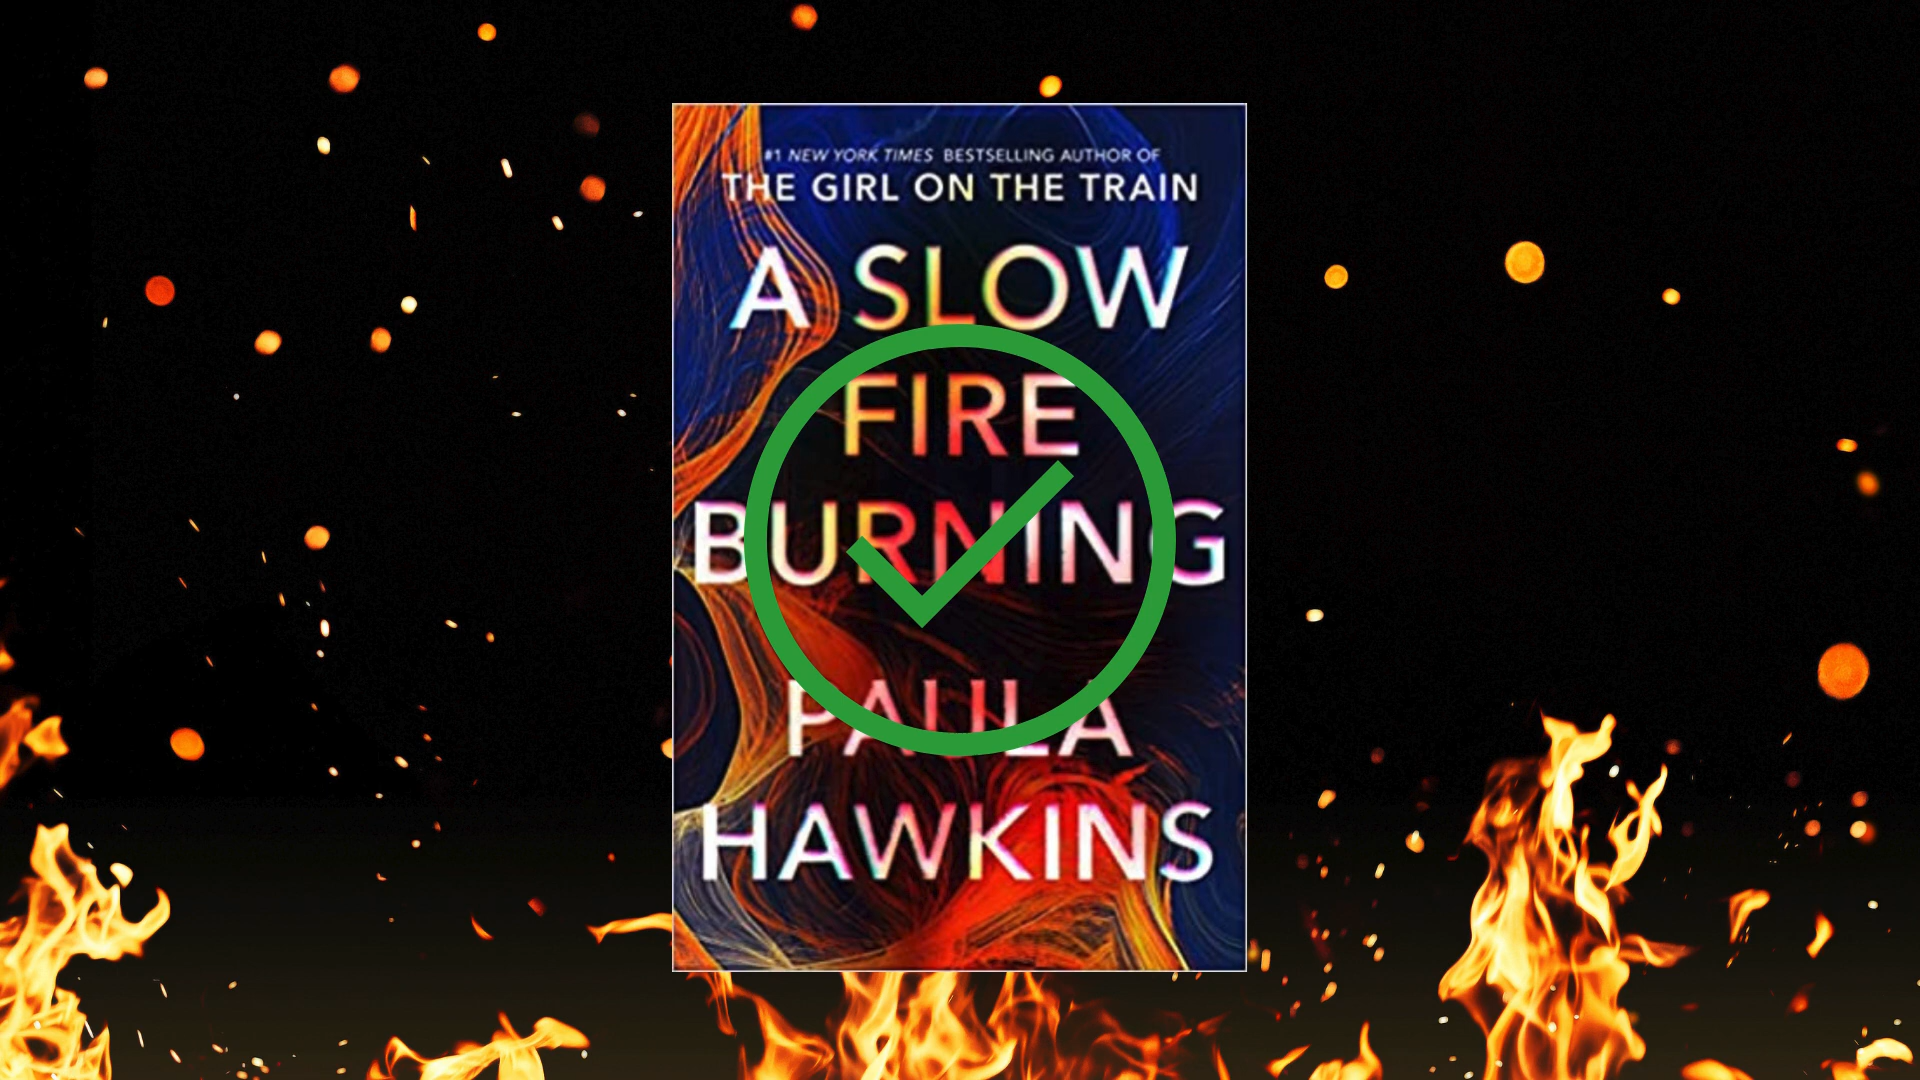 #1 NEW YORK TIMES BESTSELLING AUTHOR OF
THE GIRL ON THE TRAIN
A SLOW
FIRE
BURNING
PAULA
HAWKINS